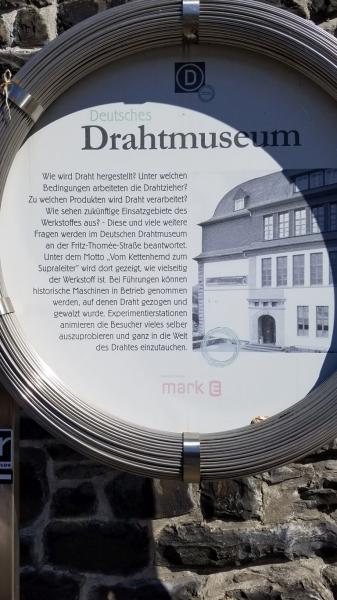 D
Deutsches
Drahtmuseum
Wie wird Draht hergestellt? Unter welchen
Bedingungen arbeiteten die Drahtzieher?
Zu welchen Produkten wird Draht verarbeitet?
Wie sehen zukünftige Einsatzgebiete des
Werkstoffes aus? - Diese und viele weitere
Fragen werden im Deutschen Drahtmuseum
an der Fritz-Thomée-Straße beantwortet.
Unter dem Motto „Vom Kettenhemd zum
Supraleiter" wird dort gezeigt, wie vielseitig
der Werkstoff ist. Bei Führungen können
historische Maschinen in Betrieb genommen
werden, auf denen Draht gezogen und
gewalzt wurde. Experimentierstationen
animieren die Besucher vieles selber
auszuprobieren und ganz in die Welt
des Drahtes einzutauchen.
mark E